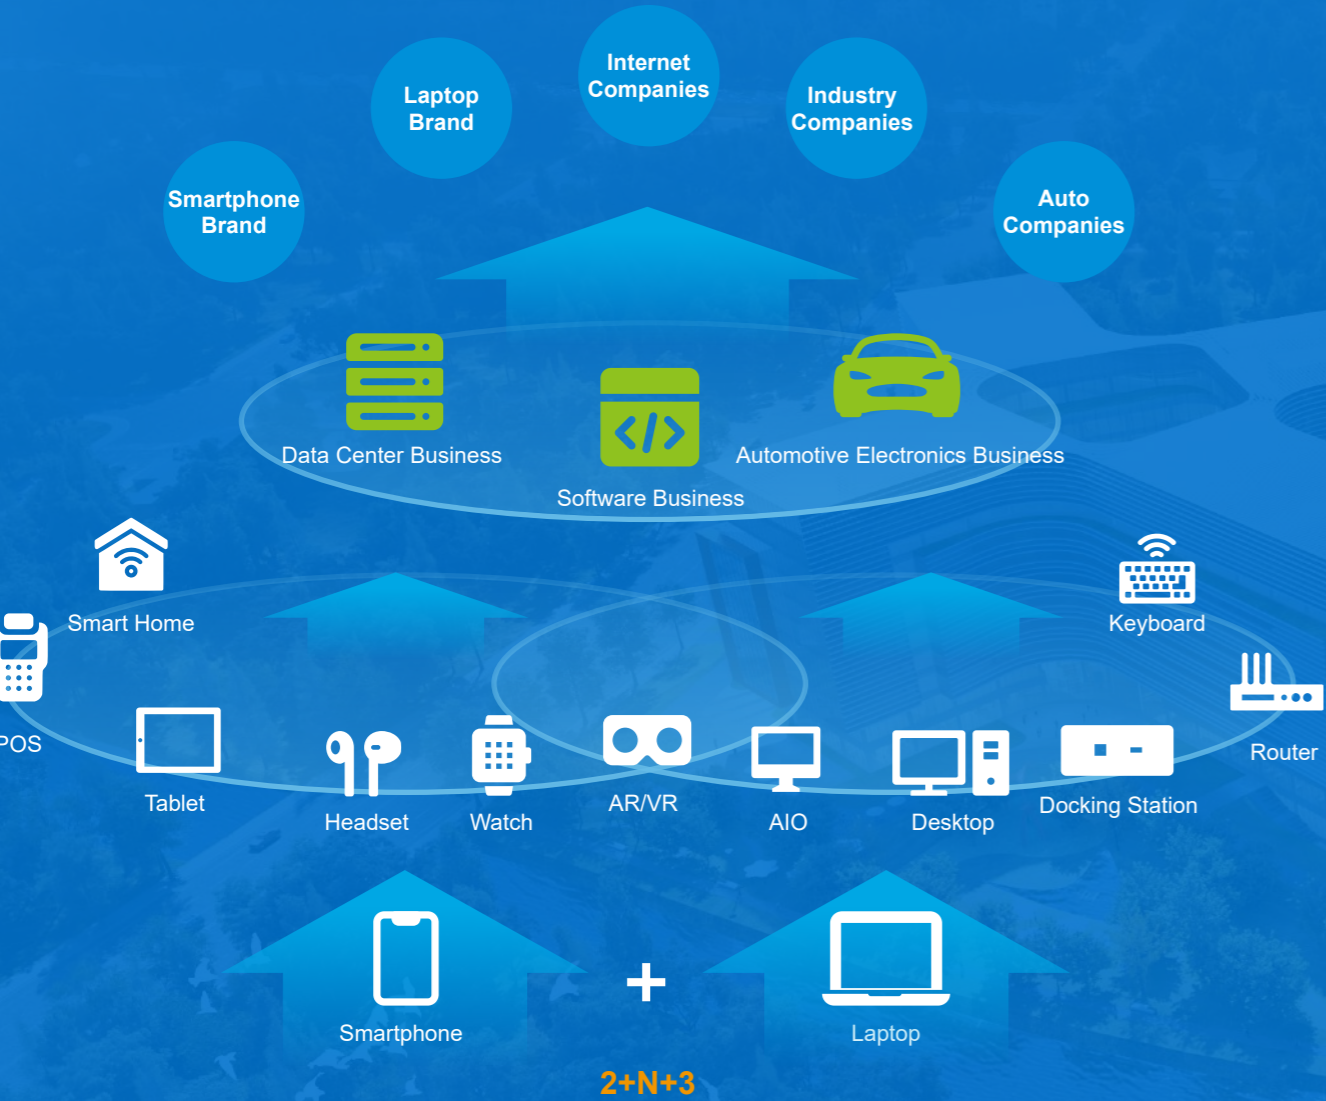 Internet
Companies
Laptop
Brand
Industry
Companies
Smartphone
Brand
Auto
Companies
Data Center Business
Software Business
Automotive Electronics Business
Smart Home
Keyboard
POS
Router
Tablet
Headset
Watch
AR/VR
AIO
Desktop
Docking Station
Smartphone
+
Laptop
2+N+3